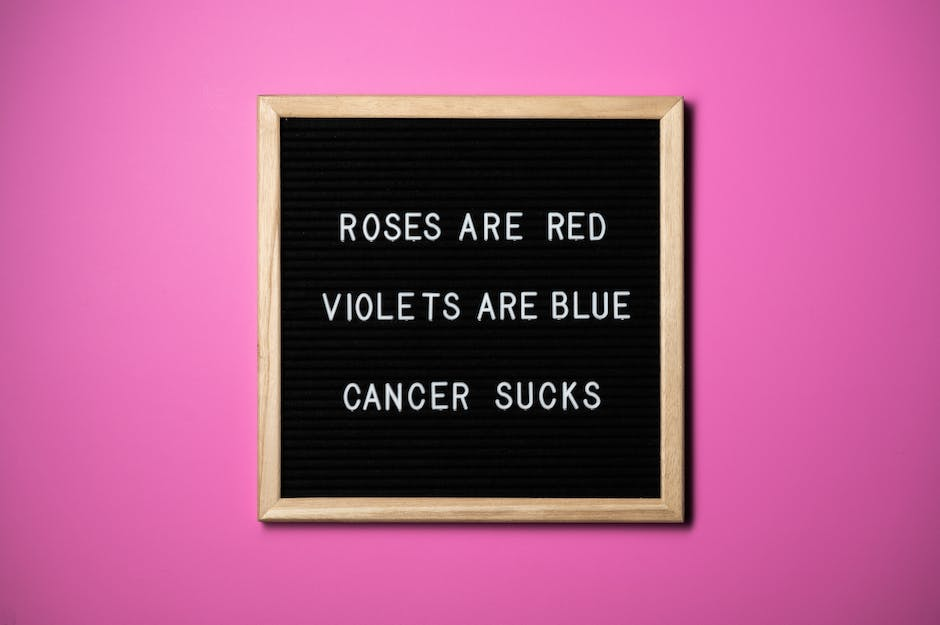 ROSES ARE RED
VIOLETS ARE BLUE
CANCER SUCKS